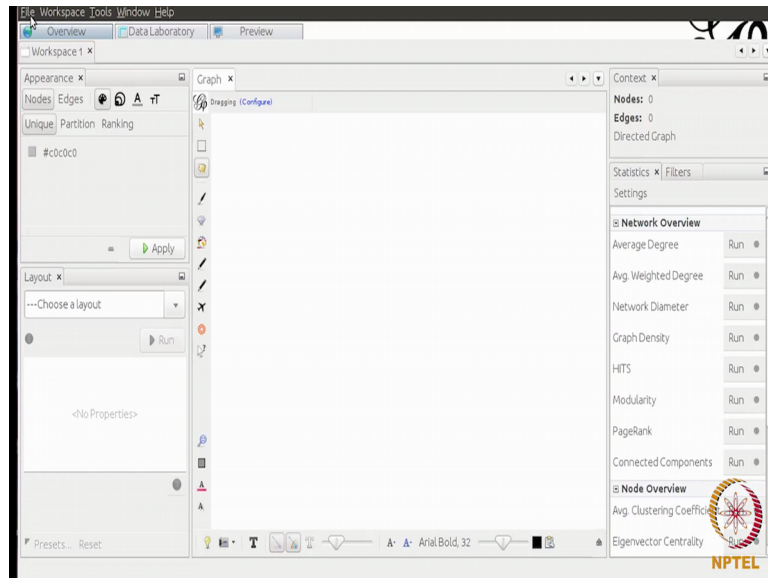 File Workspace Tools Window Help
Overview Data Laboratory Preview
Workspace 1 ×
Appearance ×
Nodes Edges A TT
Unique Partition Ranking
#c0c0c0
Apply
Layout ×
---Choose a layout
Run
<No Properties>
Presets... Reset
Graph ×
Dragging (Configure)
A
A
T T A- A- Arial Bold, 32
Context ×
Nodes: 0
Edges: 0
Directed Graph
Statistics × Filters
Settings
Network Overview
Average Degree Run
Avg. Weighted Degree Run
Network Diameter Run
Graph Density Run
HITS Run
Modularity Run
PageRank Run
Connected Components Run
Node Overview
Avg. Clustering
Eigenvector Centrality Run
NPTEL